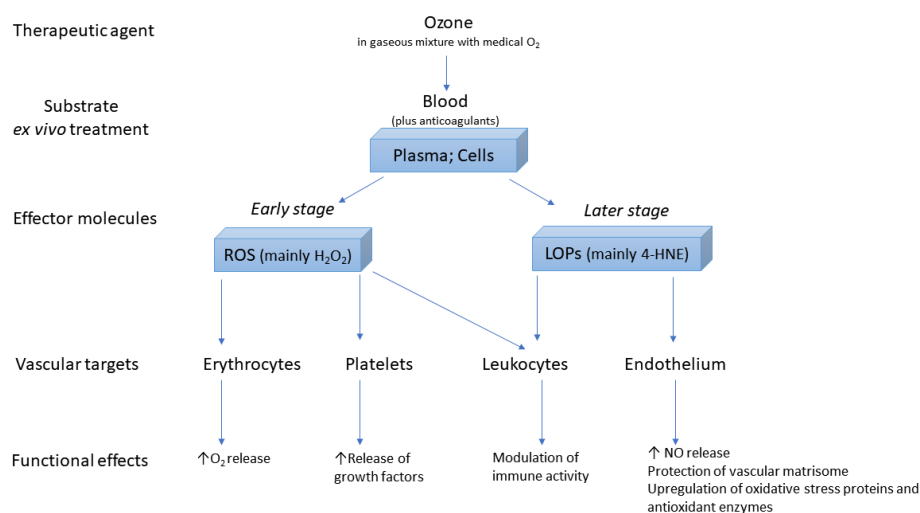 Therapeutic agent
Ozone
in gaseous mixture with medical O₂
Substrate
ex vivo treatment
Blood
(plus anticoagulants)
Plasma; Cells
Effector molecules
Early stage
Later stage
ROS (mainly H₂O₂)
LOPs (mainly 4-HNE)
Vascular targets
Erythrocytes
Platelets
Leukocytes
Endothelium
Functional effects
↑O₂ release
↑Release of
growth factors
Modulation of
immune activity
↑ NO release
Protection of vascular matrisome
Upregulation of oxidative stress proteins and
antioxidant enzymes